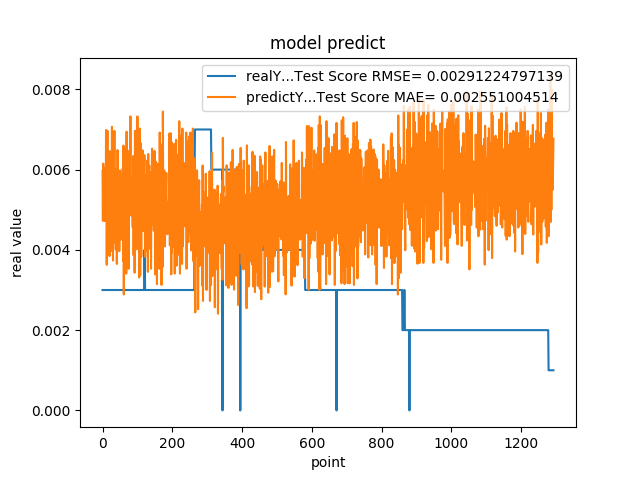 model predict
realY...Test Score RMSE= 0.00291224797139
predictY...Test Score MAE= 0.002551004514
real value
0.008
0.006
0.004
0.002
0.000
0 200 400 600 800 1000 1200
point